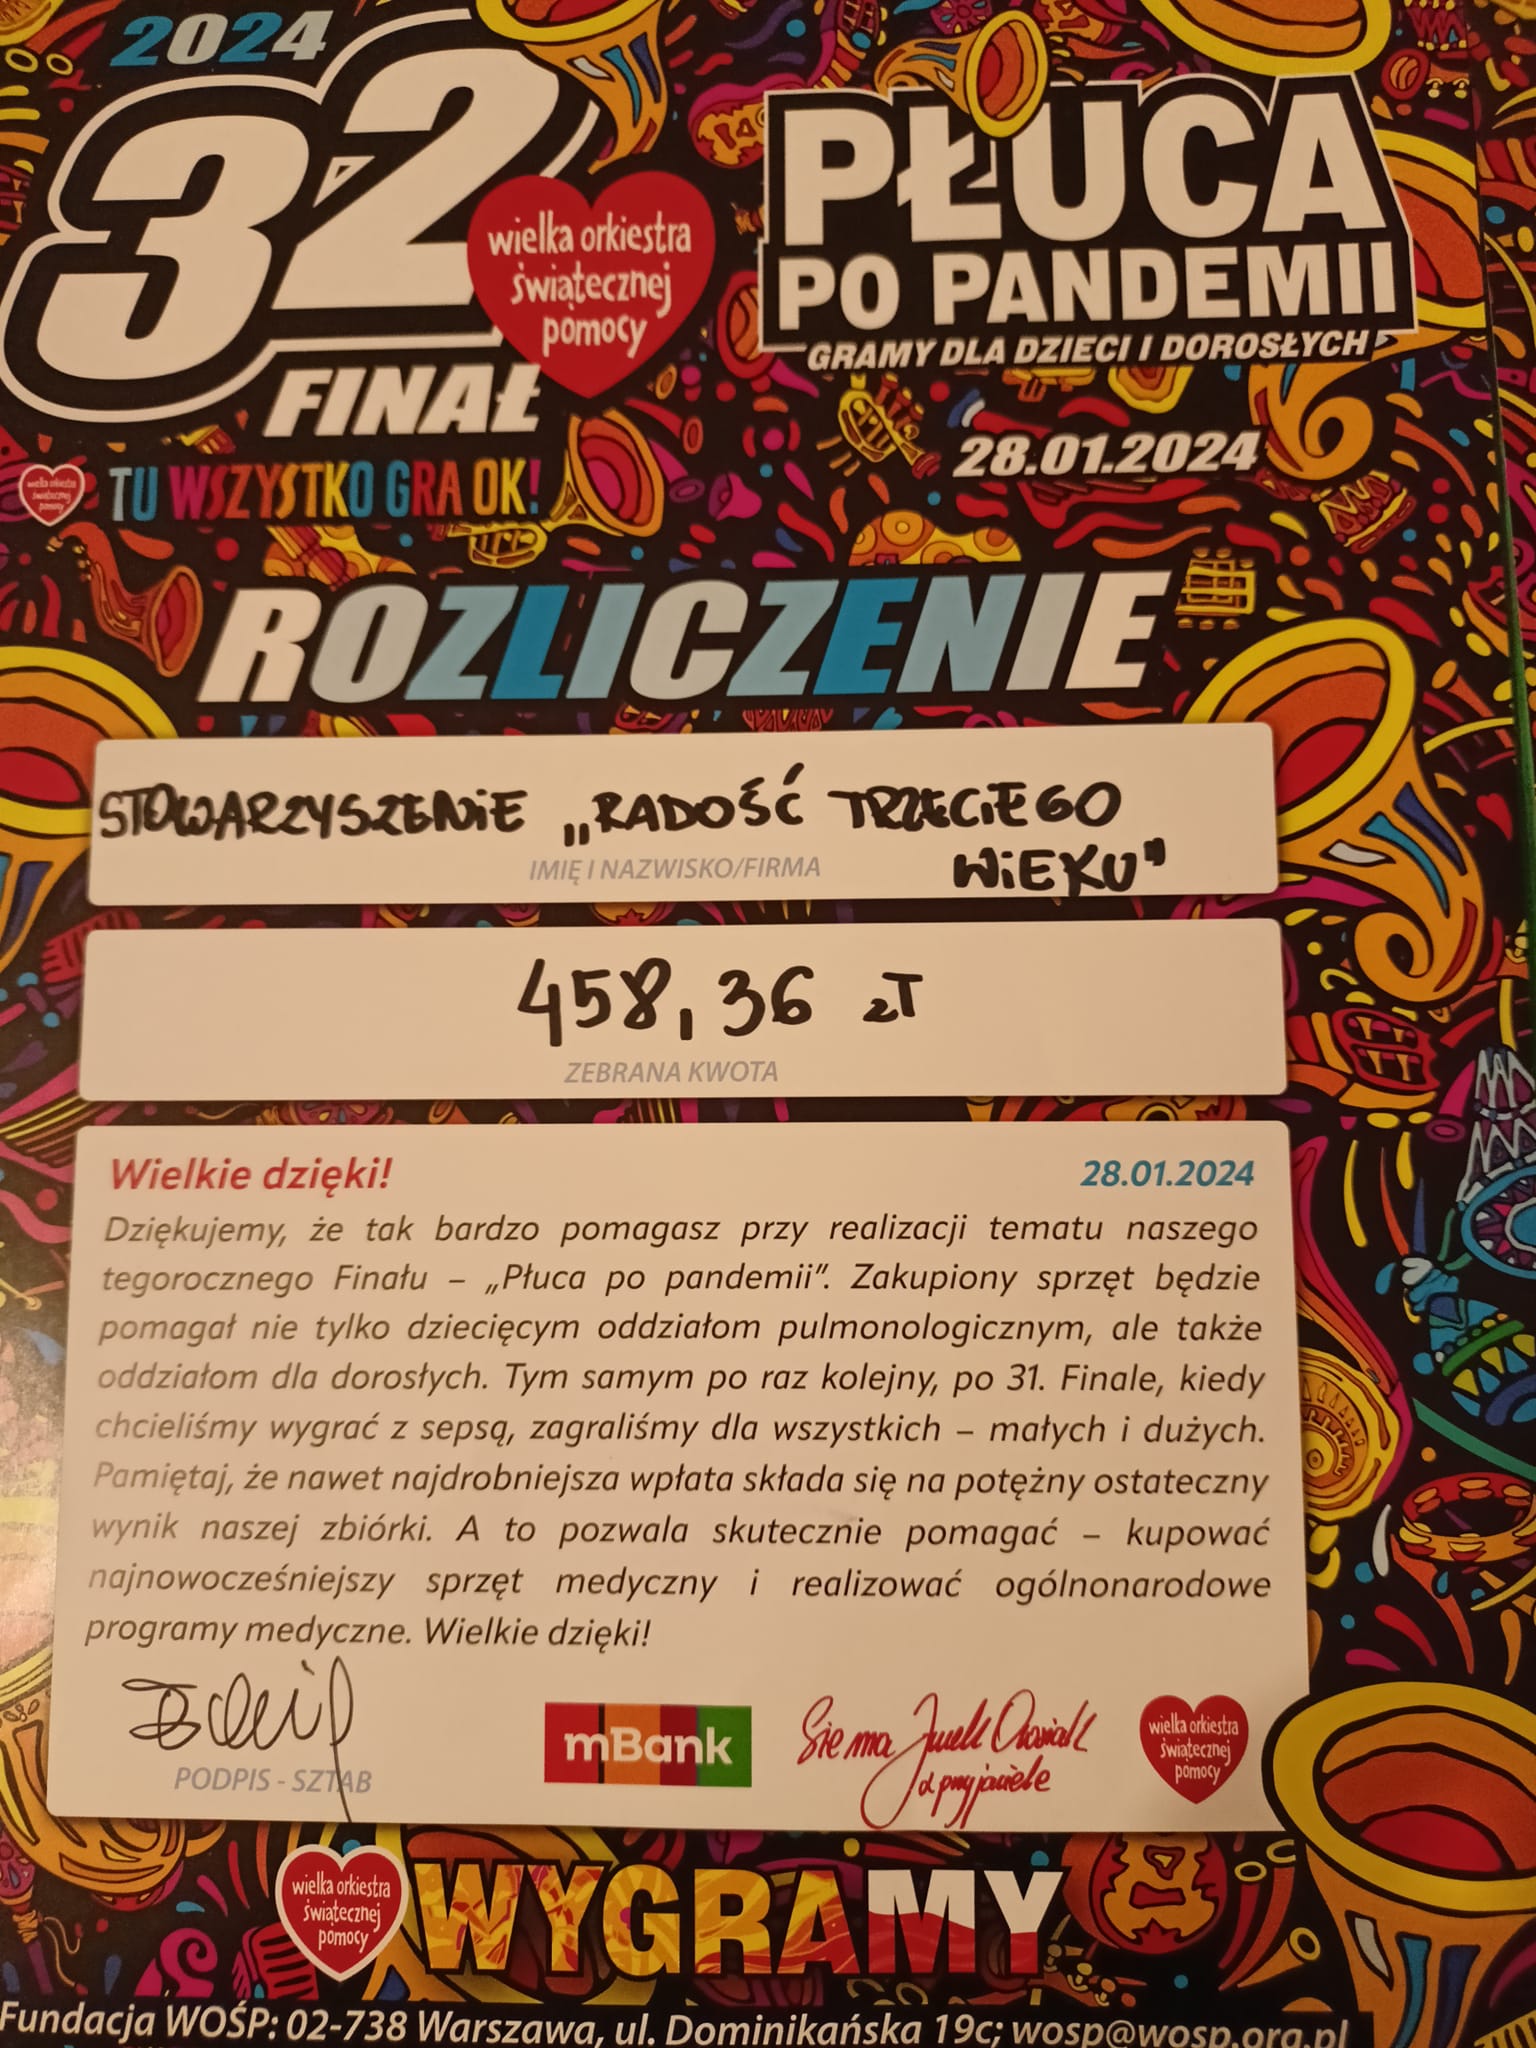 2024
32
FINAŁ
wielka orkiestra
świątecznej
pomocy
PŁUCA
PO PANDEMII
GRAMY DLA DZIECI I DOROSŁYCH
28.01.2024
wielka orkiestra
świątecznej
pomocy
TU WSZYSTKO GRA OK!
ROZLICZENIE
STOWARZYSZENiE „RADOŚĆ TRZECiEGO
WiEKU"
IMIĘ I NAZWISKO/FIRMA
458,36 zł
ZEBRANA KWOTA
Wielkie dzięki! 28.01.2024
Dziękujemy, że tak bardzo pomagasz przy realizacji tematu naszego
tegorocznego Finału – „Płuca po pandemii". Zakupiony sprzęt będzie
pomagał nie tylko dziecięcym oddziałom pulmonologicznym, ale także
oddziałom dla dorosłych. Tym samym po raz kolejny, po 31. Finale, kiedy
chcieliśmy wygrać z sepsą, zagraliśmy dla wszystkich – małych i dużych.
Pamiętaj, że nawet najdrobniejsza wpłata składa się na potężny ostateczny
wynik naszej zbiórki. A to pozwala skutecznie pomagać – kupować
najnowocześniejszy sprzęt medyczny i realizować ogólnonarodowe
programy medyczne. Wielkie dzięki!
PODPIS - SZTAB
mBank
Sie ma Jurek Owsiak
z przyjaciele
wielka orkiestra
świątecznej
pomocy
wielka orkiestra
świątecznej
pomocy
WYGRAMY
Fundacja WOŚP: 02-738 Warszawa, ul. Dominikańska 19c; wosp@wosp.org.pl